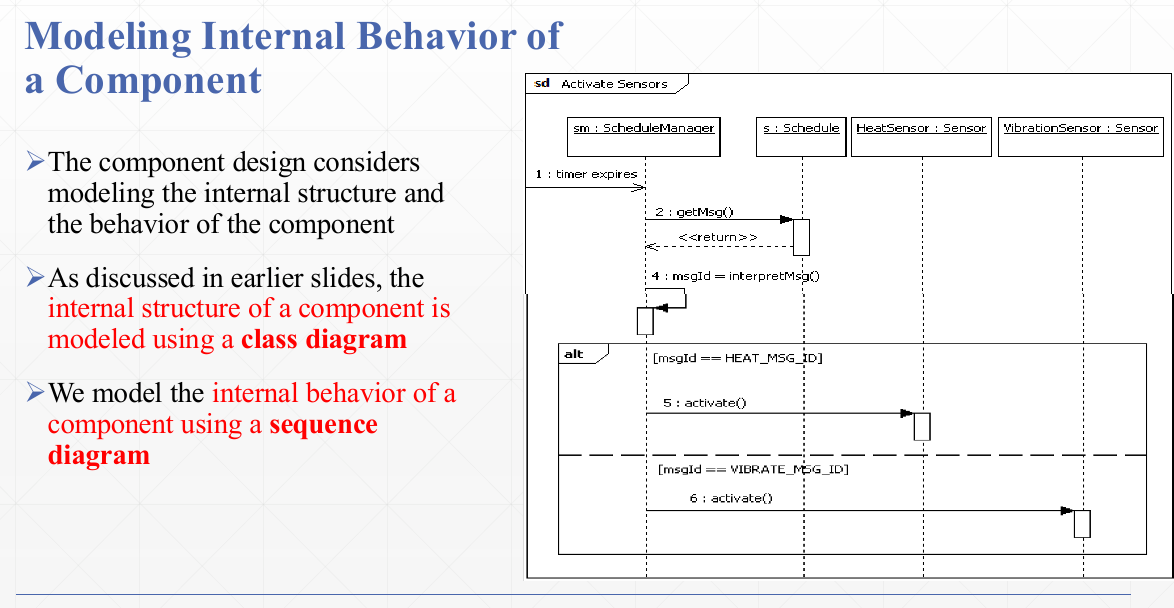 Modeling Internal Behavior of
a Component
➢The component design considers
modeling the internal structure and
the behavior of the component
➢As discussed in earlier slides, the
internal structure of a component is
modeled using a class diagram
➢We model the internal behavior of a
component using a sequence
diagram
sd Activate Sensors
sm : ScheduleManager
s : Schedule
HeatSensor : Sensor
VibrationSensor : Sensor
1 : timer expires
2 : getMsg()
<<return>>
4 : msgId = interpretMsg()
alt
[msgId == HEAT_MSG_ID]
5 : activate()
[msgId == VIBRATE_MSG_ID]
6 : activate()